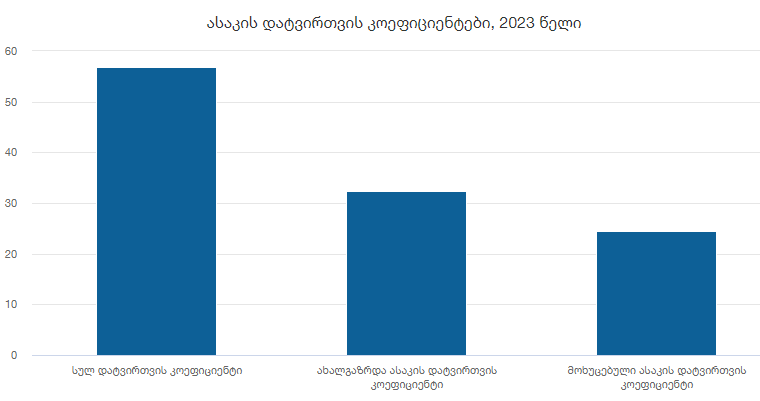 ასაკის დატვირთვის კოეფიციენტები, 2023 წელი
60
50
40
30
20
10
0
სულ დატვირთვის კოეფიციენტი
ახალგაზრდა ასაკის დატვირთვის
კოეფიციენტი
მოხუცებული ასაკის დატვირთვის
კოეფიციენტი